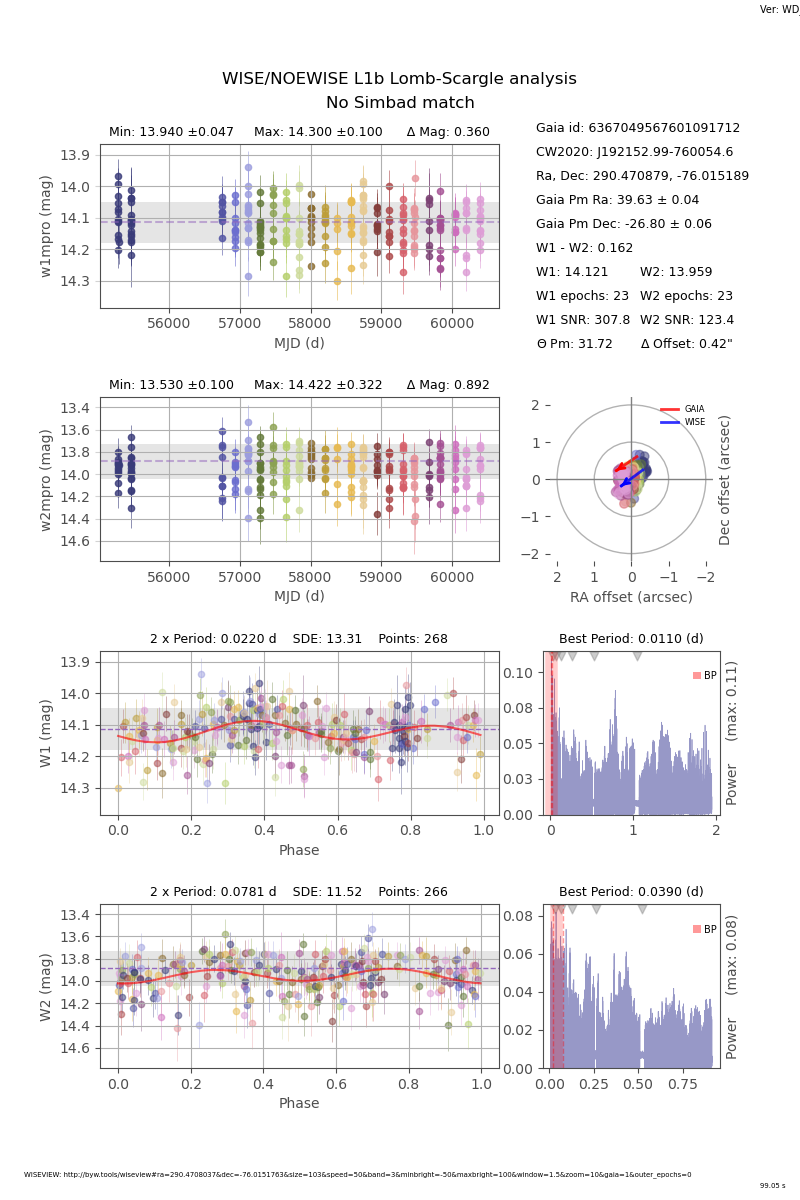 Ver: WD_
WISE/NOEWISE L1b Lomb-Scargle analysis
No Simbad match
Min: 13.940 ±0.047 Max: 14.300 ±0.100 Δ Mag: 0.360
13.9
14.0
14.1
14.2
14.3
w1mpro (mag)
56000 57000 58000 59000 60000
MJD (d)
Gaia id: 6367049567601091712
CW2020: J192152.99-760054.6
Ra, Dec: 290.470879, -76.015189
Gaia Pm Ra: 39.63 ± 0.04
Gaia Pm Dec: -26.80 ± 0.06
W1 - W2: 0.162
W1: 14.121 W2: 13.959
W1 epochs: 23 W2 epochs: 23
W1 SNR: 307.8 W2 SNR: 123.4
Θ Pm: 31.72 Δ Offset: 0.42"
Min: 13.530 ±0.100 Max: 14.422 ±0.322 Δ Mag: 0.892
13.4
13.6
13.8
14.0
14.2
14.4
14.6
w2mpro (mag)
56000 57000 58000 59000 60000
MJD (d)
GAIA
WISE
2
1
0
−1
−2
2 1 0 −1 −2
RA offset (arcsec)
Dec offset (arcsec)
2 x Period: 0.0220 d SDE: 13.31 Points: 268
13.9
14.0
14.1
14.2
14.3
W1 (mag)
0.0 0.2 0.4 0.6 0.8 1.0
Phase
Best Period: 0.0110 (d)
BP
0.10
0.08
0.05
0.03
0.00
0 1 2
Power (max: 0.11)
2 x Period: 0.0781 d SDE: 11.52 Points: 266
13.4
13.6
13.8
14.0
14.2
14.4
14.6
W2 (mag)
0.0 0.2 0.4 0.6 0.8 1.0
Phase
Best Period: 0.0390 (d)
BP
0.08
0.06
0.04
0.02
0.00
0.00 0.25 0.50 0.75
Power (max: 0.08)
WISEVIEW: http://byw.tools/wiseview#ra=290.4708037&dec=-76.0151763&size=103&speed=50&band=3&minbright=-50&maxbright=100&window=1.5&zoom=10&gaia=1&outer_epochs=0
99.05 s